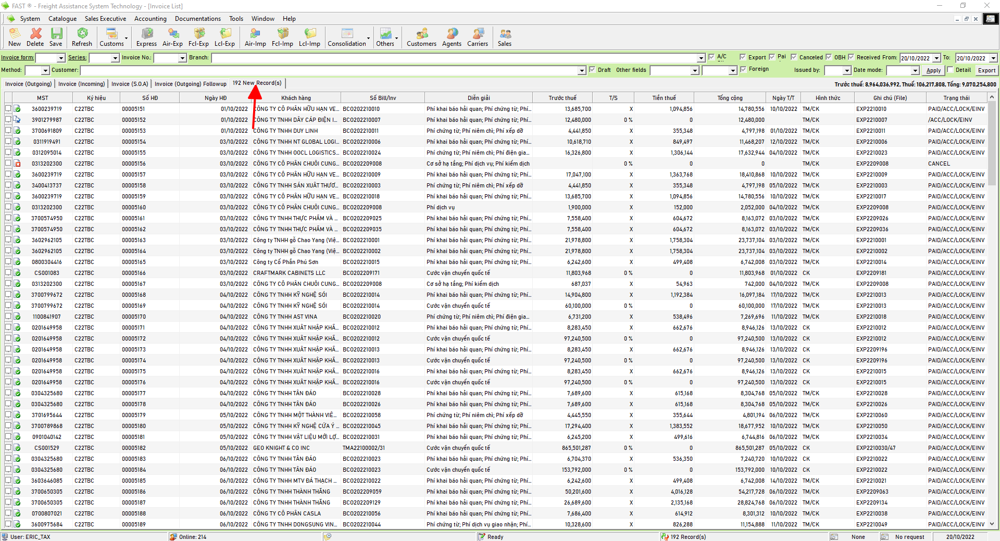 FAST ® - Freight Assistance System Technology - [Invoice List]
System Catalogue Sales Executive Accounting Documentations Tools Window Help
New Delete Save Refresh Customs Express Air-Exp Fcl-Exp Lcl-Exp Air-Imp Fcl-Imp Lcl-Imp Consolidation Others Customers Agents Carriers Sales
Invoice form: Series: Invoice No.: Branch: A/C Export Pai Canceled OBH Received From: 20/10/2022 To: 20/10/2022
Method: Customer: Draft Other fields Foreign Issued by: Date mode: Apply Detail Export
Invoice (Outgoing) Invoice (Incoming) Invoice (S.O.A) Invoice (Outgoing) Followup 192 New Record(s) Trước thuế: 8,964,036,992, Thuế: 106,217,808, Tổng: 9,070,254,800
MST Ký hiệu Số HĐ Ngày HĐ Khách hàng Số Bill/Inv Diễn giải Trước thuế T/S Tiền thuế Tổng cộng Ngày T/T Hình thức Ghi chú (File) Trạng thái
3600239719 C22TBC 00005151 01/10/2022 CÔNG TY CỔ PHẦN HỮU HẠN VE... BCO202210010 Phí khai báo hải quan; Phí chứng từ; Phí... 13,685,700 X 1,094,856 14,780,556 10/10/2022 TM/CK EXP2210010 PAID/ACC/LOCK/EINV
3901279987 C22TBC 00005152 01/10/2022 CÔNG TY TNHH DÂY CÁP ĐIỆN I... BCO202210007 Phí khai báo hải quan; Phí chứng từ; Phí... 12,480,000 0 % 0 12,480,000 TM/CK EXP2210007 /ACC/LOCK/EINV
3700691809 C22TBC 00005153 01/10/2022 CÔNG TY TNHH DUY LINH BCO202210011 Phí chứng từ; Phí niêm chì; Phí xếp dỡ 4,441,850 X 355,348 4,797,198 01/10/2022 TM/CK EXP2210011 PAID/ACC/LOCK/EINV
0311919491 C22TBC 00005154 03/10/2022 CÔNG TY TNHH NT GLOBAL LOGI... BCO202210006 Phí khai báo hải quan; Phí chứng từ; Phí... 10,618,710 X 849,497 11,468,207 12/10/2022 TM/CK EXP2210006 PAID/ACC/LOCK/EINV
0312095014 C22TBC 00005155 03/10/2022 CÔNG TY TNHH OOCL LOGISTICS... BCO202210024 Phí chứng từ; Phí niêm chì; Phí điện gia... 16,326,800 X 1,306,144 17,632,944 04/10/2022 TM/CK EXP2210023 PAID/ACC/LOCK/EINV
0313202300 C22TBC 00005156 03/10/2022 CÔNG TY CỔ PHẦN CHUỖI CUNG... BCO202209008 Cơ sở hạ tầng; Phí dịch vụ; Phí kiểm dịch 0 % 0 0 TM/CK EXP2209008 CANCEL
3600239719 C22TBC 00005157 03/10/2022 CÔNG TY CỔ PHẦN HỮU HẠN VE... BCO202210009 Phí khai báo hải quan; Phí chứng từ; Phí... 17,047,100 X 1,363,768 18,410,868 10/10/2022 TM/CK EXP2210009 PAID/ACC/LOCK/EINV
3400413737 C22TBC 00005158 03/10/2022 CÔNG TY TNHH SẢN XUẤT THƯƠ... BCO202210003 Phí chứng từ; Phí niêm chì; Phí xếp dỡ 4,441,850 X 355,348 4,797,198 05/10/2022 TM/CK EXP2210003 PAID/ACC/LOCK/EINV
3600239719 C22TBC 00005159 03/10/2022 CÔNG TY CỔ PHẦN HỮU HẠN VE... BCO202210018 Phí khai báo hải quan; Phí chứng từ; Phí... 13,685,700 X 1,094,856 14,780,556 10/10/2022 TM/CK EXP2210017 PAID/ACC/LOCK/EINV
0313202300 C22TBC 00005160 03/10/2022 CÔNG TY CỔ PHẦN CHUỖI CUNG... BCO202209008 Phí dịch vụ 1,900,000 X 152,000 2,052,000 04/10/2022 TM/CK EXP2209008 PAID/ACC/LOCK/EINV
3700574950 C22TBC 00005161 03/10/2022 CÔNG TY TNHH THỰC PHẨM VÀ ... BCO202209025 Phí khai báo hải quan; Phí chứng từ; Phí... 7,558,400 X 604,672 8,163,072 03/10/2022 TM/CK EXP2209026 PAID/ACC/LOCK/EINV
3700574950 C22TBC 00005162 03/10/2022 CÔNG TY TNHH THỰC PHẨM VÀ ... BCO202209035 Phí khai báo hải quan; Phí chứng từ; Phí... 7,558,400 X 604,672 8,163,072 03/10/2022 TM/CK EXP2209036 PAID/ACC/LOCK/EINV
3602962105 C22TBC 00005163 03/10/2022 Công ty TNHH gỗ Chao Yang (Việ... BCO202210001 Phí khai báo hải quan; Phí chứng từ; Phí... 21,978,800 X 1,758,304 23,737,104 03/10/2022 TM/CK EXP2210001 PAID/ACC/LOCK/EINV
3602962105 C22TBC 00005164 03/10/2022 Công ty TNHH gỗ Chao Yang (Việ... BCO202210002 Phí khai báo hải quan; Phí chứng từ; Phí... 21,978,800 X 1,758,304 23,737,104 03/10/2022 TM/CK EXP2210002 PAID/ACC/LOCK/EINV
0800304416 C22TBC 00005165 03/10/2022 Công ty Cổ Phần Phú Sơn BCO202210015 Phí khai báo hải quan; Phí chứng từ; Phí... 6,242,600 X 499,408 6,742,008 03/10/2022 TM/CK EXP2210014 PAID/ACC/LOCK/EINV
CS001083 C22TBC 00005166 03/10/2022 CRAFTMARK CABINETS LLC BCO202209171 Cước vận chuyển quốc tế 11,803,968 0 % 0 11,803,968 01/10/2022 CK EXP2209181 PAID/ACC/LOCK/EINV
0313202300 C22TBC 00005167 03/10/2022 CÔNG TY CỔ PHẦN CHUỖI CUNG... BCO202209008 Cơ sở hạ tầng; Phí kiểm dịch 687,037 X 54,963 742,000 04/10/2022 TM/CK EXP2209008 PAID/ACC/LOCK/EINV
3700799672 C22TBC 00005168 04/10/2022 CÔNG TY TNHH KỸ NGHỆ SÓI BCO202210014 Phí khai báo hải quan; Phí chứng từ; Phí... 14,904,800 X 1,192,384 16,097,184 17/10/2022 TM/CK EXP2210013 PAID/ACC/LOCK/EINV
3700799672 C22TBC 00005169 04/10/2022 CÔNG TY TNHH KỸ NGHỆ SÓI BCO202210014 Cước vận chuyển quốc tế 60,100,000 0 % 0 60,100,000 17/10/2022 TM/CK EXP2210013 PAID/ACC/LOCK/EINV
1100841907 C22TBC 00005170 04/10/2022 CÔNG TY TNHH AST VINA BCO202210020 Phí chứng từ; Phí niêm chì; Phí điện gia... 6,731,200 X 538,496 7,269,696 11/10/2022 TM/CK EXP2210018 PAID/ACC/LOCK/EINV
0201649958 C22TBC 00005171 04/10/2022 CÔNG TY TNHH XUẤT NHẬP KHẨ... BCO202210012 Phí khai báo hải quan; Phí chứng từ; Phí... 8,283,450 X 662,676 8,946,126 13/10/2022 CK EXP2210012 PAID/ACC/LOCK/EINV
0201649958 C22TBC 00005172 04/10/2022 CÔNG TY TNHH XUẤT NHẬP KHẨ... BCO202210012 Cước vận chuyển quốc tế 97,240,500 0 % 0 97,240,500 13/10/2022 CK EXP2210012 PAID/ACC/LOCK/EINV
0201649958 C22TBC 00005173 04/10/2022 CÔNG TY TNHH XUẤT NHẬP KHẨ... BCO202210013 Phí khai báo hải quan; Phí chứng từ; Phí... 8,283,450 X 662,676 8,946,126 13/10/2022 CK EXP2209196 PAID/ACC/LOCK/EINV
0201649958 C22TBC 00005174 04/10/2022 CÔNG TY TNHH XUẤT NHẬP KHẨ... BCO202210013 Cước vận chuyển quốc tế 97,240,500 0 % 0 97,240,500 13/10/2022 CK EXP2209196 PAID/ACC/LOCK/EINV
0201649958 C22TBC 00005175 04/10/2022 CÔNG TY TNHH XUẤT NHẬP KHẨ... BCO202210016 Phí khai báo hải quan; Phí chứng từ; Phí... 8,283,450 X 662,676 8,946,126 13/10/2022 CK EXP2210015 PAID/ACC/LOCK/EINV
0201649958 C22TBC 00005176 04/10/2022 CÔNG TY TNHH XUẤT NHẬP KHẨ... BCO202210016 Cước vận chuyển quốc tế 97,240,500 0 % 0 97,240,500 13/10/2022 CK EXP2210015 PAID/ACC/LOCK/EINV
0304325680 C22TBC 00005177 04/10/2022 CÔNG TY TNHH TÂN ĐẢO BCO202210028 Phí khai báo hải quan; Phí chứng từ; Phí... 7,689,600 X 615,168 8,304,768 05/10/2022 TM/CK EXP2210028 PAID/ACC/LOCK/EINV
0304325680 C22TBC 00005178 04/10/2022 CÔNG TY TNHH TÂN ĐẢO BCO202210026 Phí khai báo hải quan; Phí chứng từ; Phí... 7,689,600 X 615,168 8,304,768 05/10/2022 TM/CK EXP2210026 PAID/ACC/LOCK/EINV
3701695644 C22TBC 00005179 05/10/2022 CÔNG TY TNHH MỘT THÀNH VIÊ... BCO202210058 Phí chứng từ; Phí niêm chì; Phí xếp dỡ 4,445,550 X 355,644 4,801,194 06/10/2022 TM/CK EXP2210060 PAID/ACC/LOCK/EINV
3700789868 C22TBC 00005180 05/10/2022 CÔNG TY TNHH KỸ NGHỆ CỬA Ý ... BCO202210045 Phí khai báo hải quan; Phí chứng từ; Phí... 17,294,400 X 1,383,552 18,677,952 10/10/2022 TM/CK EXP2210050 PAID/ACC/LOCK/EINV
0901040142 C22TBC 00005181 05/10/2022 CÔNG TY TNHH VẬT LIỆU MỚI LỢ... BCO202210031 Phí khai báo hải quan; Phí chứng từ; Phí... 6,245,200 X 499,616 6,744,816 06/10/2022 TM/CK EXP2210034 PAID/ACC/LOCK/EINV
CS001529 C22TBC 00005182 05/10/2022 GEO KNIGHT & CO INC TMA22100002/31 Cước vận chuyển quốc tế 865,501,287 0 % 0 865,501,287 05/10/2022 CK EXP2210030/47 PAID/ACC/LOCK/EINV
0304325680 C22TBC 00005183 06/10/2022 CÔNG TY TNHH TÂN ĐẢO BCO202210023 Phí khai báo hải quan; Phí chứng từ; Phí... 6,704,370 X 536,350 7,240,720 10/10/2022 CK EXP2210022 PAID/ACC/LOCK/EINV
0304325680 C22TBC 00005184 06/10/2022 CÔNG TY TNHH TÂN ĐẢO BCO202210023 Cước vận chuyển quốc tế 153,792,000 0 % 0 153,792,000 10/10/2022 CK EXP2210022 PAID/ACC/LOCK/EINV
3603646085 C22TBC 00005185 06/10/2022 CÔNG TY TNHH MTV ĐÁ THẠCH ... BCO202210022 Phí khai báo hải quan; Phí chứng từ; Phí... 6,242,600 X 499,408 6,742,008 14/10/2022 TM/CK EXP2210021 PAID/ACC/LOCK/EINV
3700650305 C22TBC 00005186 06/10/2022 CÔNG TY TNHH THÀNH THẮNG BCO202209059 Phí khai báo hải quan; Phí chứng từ; Phí... 50,201,600 X 4,016,128 54,217,728 06/10/2022 TM/CK EXP2209063 PAID/ACC/LOCK/EINV
3700650305 C22TBC 00005187 06/10/2022 CÔNG TY TNHH THÀNH THẮNG BCO202209129 Phí khai báo hải quan; Phí chứng từ; Phí... 26,689,600 X 2,135,168 28,824,768 06/10/2022 TM/CK EXP2209134 PAID/ACC/LOCK/EINV
0700807021 C22TBC 00005188 06/10/2022 CÔNG TY CỔ PHẦN CASLA BCO202210056 Phí khai báo hải quan; Phí chứng từ; Phí... 7,686,400 X 614,912 8,301,312 10/10/2022 TM/CK EXP2210038 PAID/ACC/LOCK/EINV
3600975684 C22TBC 00005189 06/10/2022 CÔNG TY TNHH DONGSUNG VIN... BCO202210044 Phí chứng từ; Phí dịch vụ giao nhận; Phí... 10,328,600 X 826,288 11,154,888 11/10/2022 TM/CK EXP2210049 PAID/ACC/LOCK/EINV
User: ERIC_TAX Online: 214 Ready 192 Record(s) None No request 20/10/2022